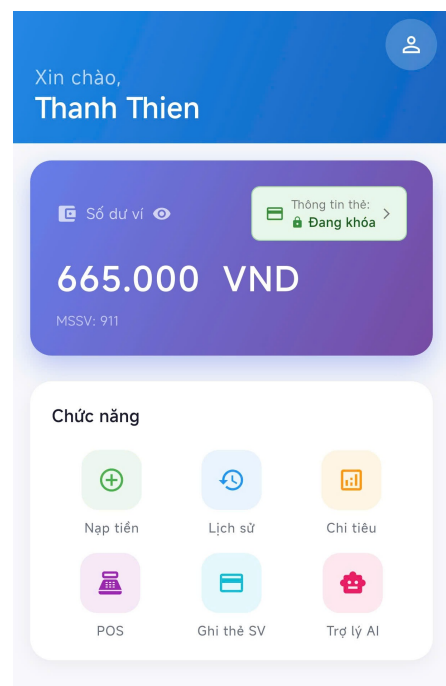 Xin chào,
Thanh Thien
Số dư ví
Thông tin thẻ:
Đang khóa
665.000 VND
MSSV: 911
Chức năng
Nạp tiền
Lịch sử
Chi tiêu
POS
Ghi thẻ SV
Trợ lý AI